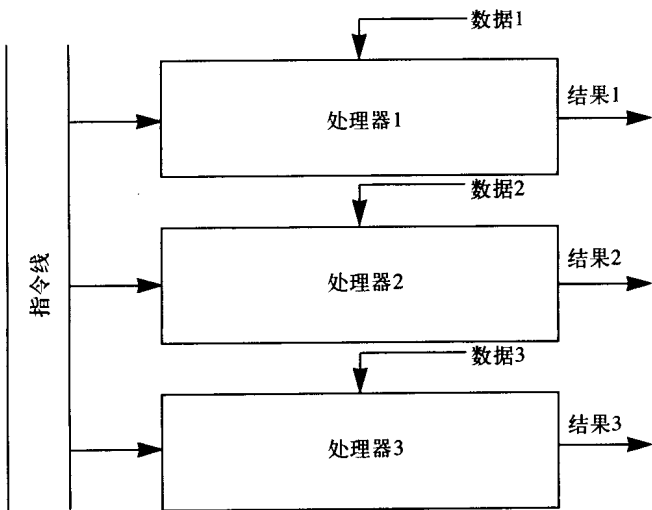 数据1
处理器1
结果1
数据2
处理器2
结果2
指令线
数据3
处理器3
结果3